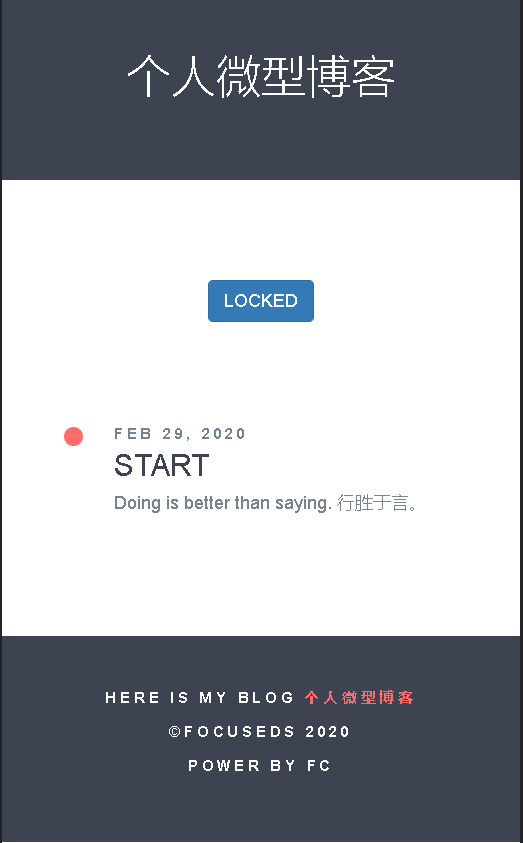 个人微型博客
LOCKED
FEB 29, 2020
START
Doing is better than saying. 行胜于言。
HERE IS MY BLOG 个人微型博客
©FOCUSEDS 2020
POWER BY FC